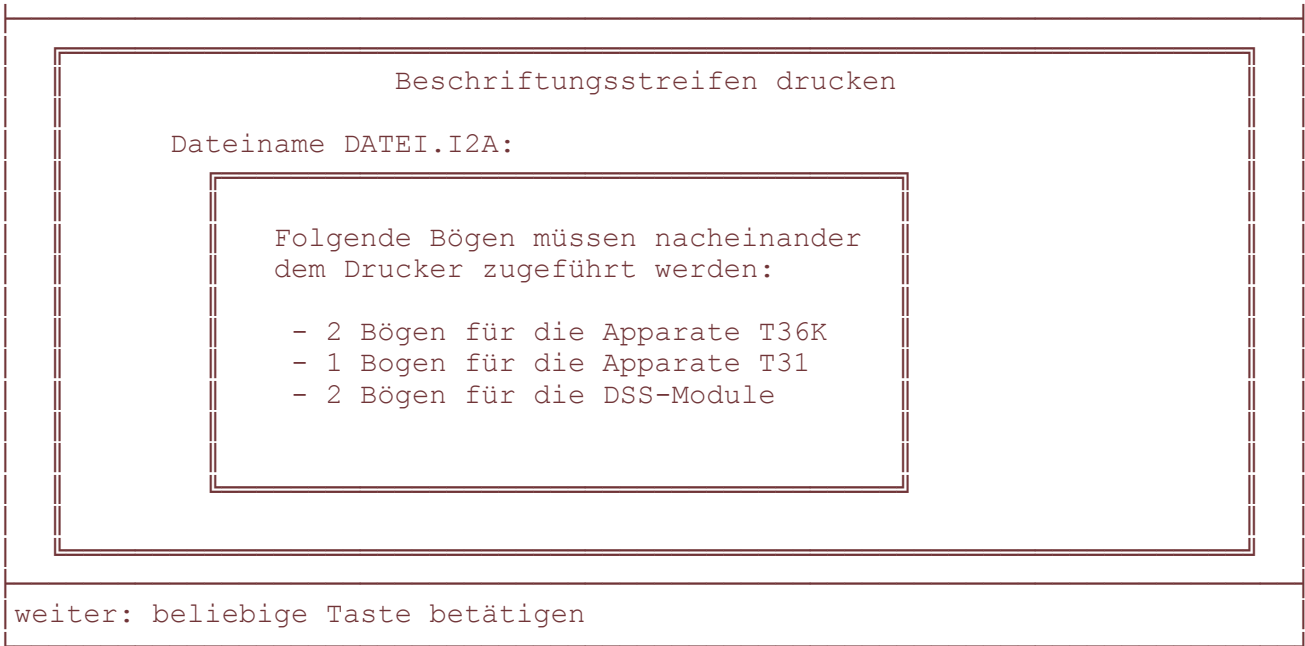 Beschriftungsstreifen drucken
Dateiname DATEI.I2A:
Folgende Bögen müssen nacheinander
dem Drucker zugeführt werden:
- 2 Bögen für die Apparate T36K
- 1 Bogen für die Apparate T31
- 2 Bögen für die DSS-Module
weiter: beliebige Taste betätigen